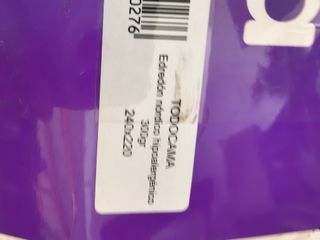 TODOCAMA
Edredón nórdico hipoalergénico
300gr
240x220
0276
a